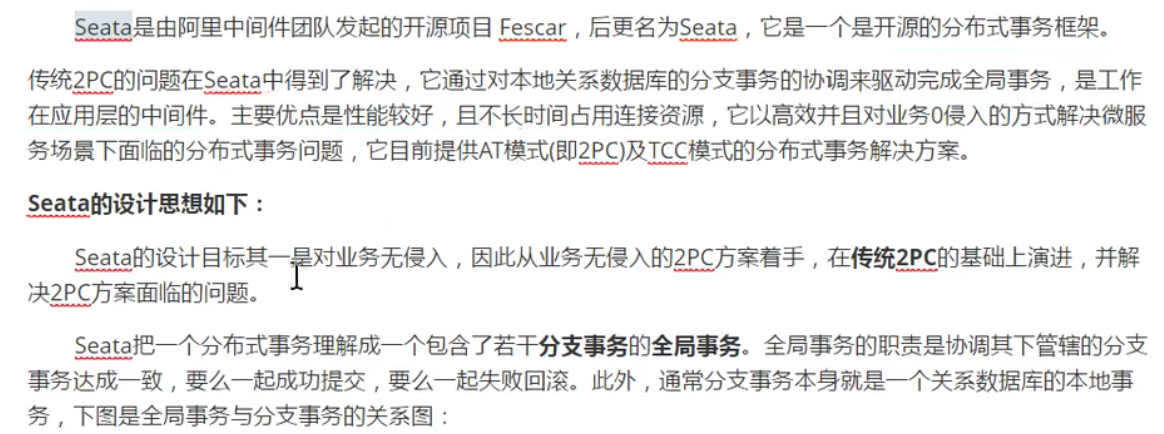 Seata是由阿里中间件团队发起的开源项目 Fescar，后更名为Seata，它是一个是开源的分布式事务框架。
传统2PC的问题在Seata中得到了解决，它通过对本地关系数据库的分支事务的协调来驱动完成全局事务，是工作
在应用层的中间件。主要优点是性能较好，且不长时间占用连接资源，它以高效并且对业务0侵入的方式解决微服
务场景下面临的分布式事务问题，它目前提供AT模式(即2PC)及TCC模式的分布式事务解决方案。
Seata的设计思想如下：
Seata的设计目标其一是对业务无侵入，因此从业务无侵入的2PC方案着手，在传统2PC的基础上演进，并解
决2PC方案面临的问题。
Seata把一个分布式事务理解成一个包含了若干分支事务的全局事务。全局事务的职责是协调其下管辖的分支
事务达成一致，要么一起成功提交，要么一起失败回滚。此外，通常分支事务本身就是一个关系数据库的本地事
务，下图是全局事务与分支事务的关系图：